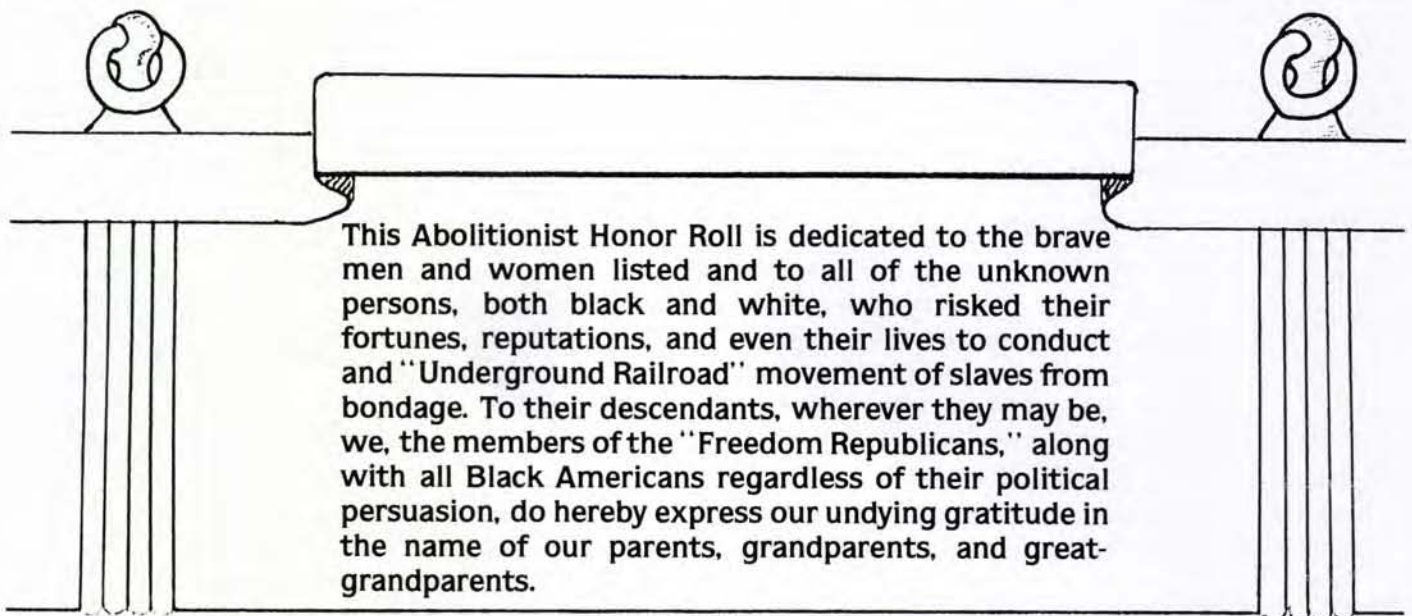 This Abolitionist Honor Roll is dedicated to the brave
men and women listed and to all of the unknown
persons, both black and white, who risked their
fortunes, reputations, and even their lives to conduct
and "Underground Railroad" movement of slaves from
bondage. To their descendants, wherever they may be,
we, the members of the "Freedom Republicans," along
with all Black Americans regardless of their political
persuasion, do hereby express our undying gratitude in
the name of our parents, grandparents, and great-
grandparents.